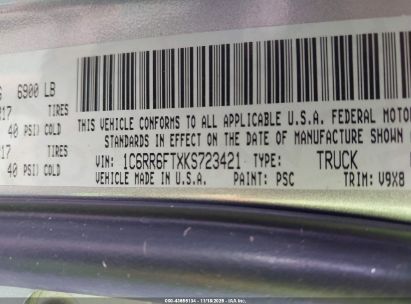 6900 LB
17 TIRES
40 PSI) COLD
17 TIRES
40 PSI) COLD
THIS VEHICLE CONFORMS TO ALL APPLICABLE U.S.A. FEDERAL MOTOR
STANDARDS IN EFFECT ON THE DATE OF MANUFACTURE SHOWN
VIN: 1C6RR6FTXKS723421 TYPE: TRUCK
VEHICLE MADE IN U.S.A. PAINT: PSC TRIM: V9X8